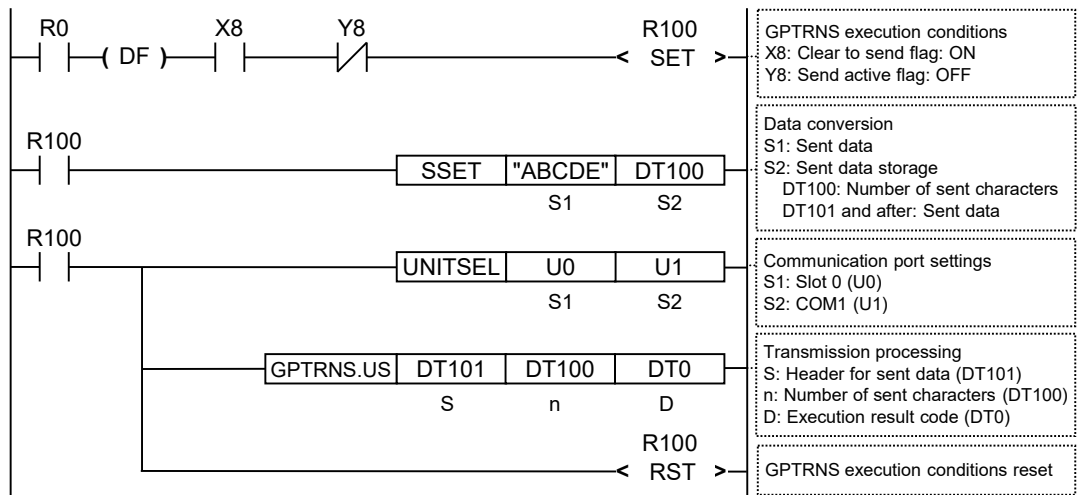 R0 X8 Y8 R100
( DF ) < SET >
GPTRNS execution conditions
X8: Clear to send flag: ON
Y8: Send active flag: OFF
R100
SSET "ABCDE" DT100
S1 S2
Data conversion
S1: Sent data
S2: Sent data storage
DT100: Number of sent characters
DT101 and after: Sent data
R100
UNITSEL U0 U1
S1 S2
Communication port settings
S1: Slot 0 (U0)
S2: COM1 (U1)
GPTRNS.US DT101 DT100 DT0
S n D
Transmission processing
S: Header for sent data (DT101)
n: Number of sent characters (DT100)
D: Execution result code (DT0)
R100
< RST >
GPTRNS execution conditions reset